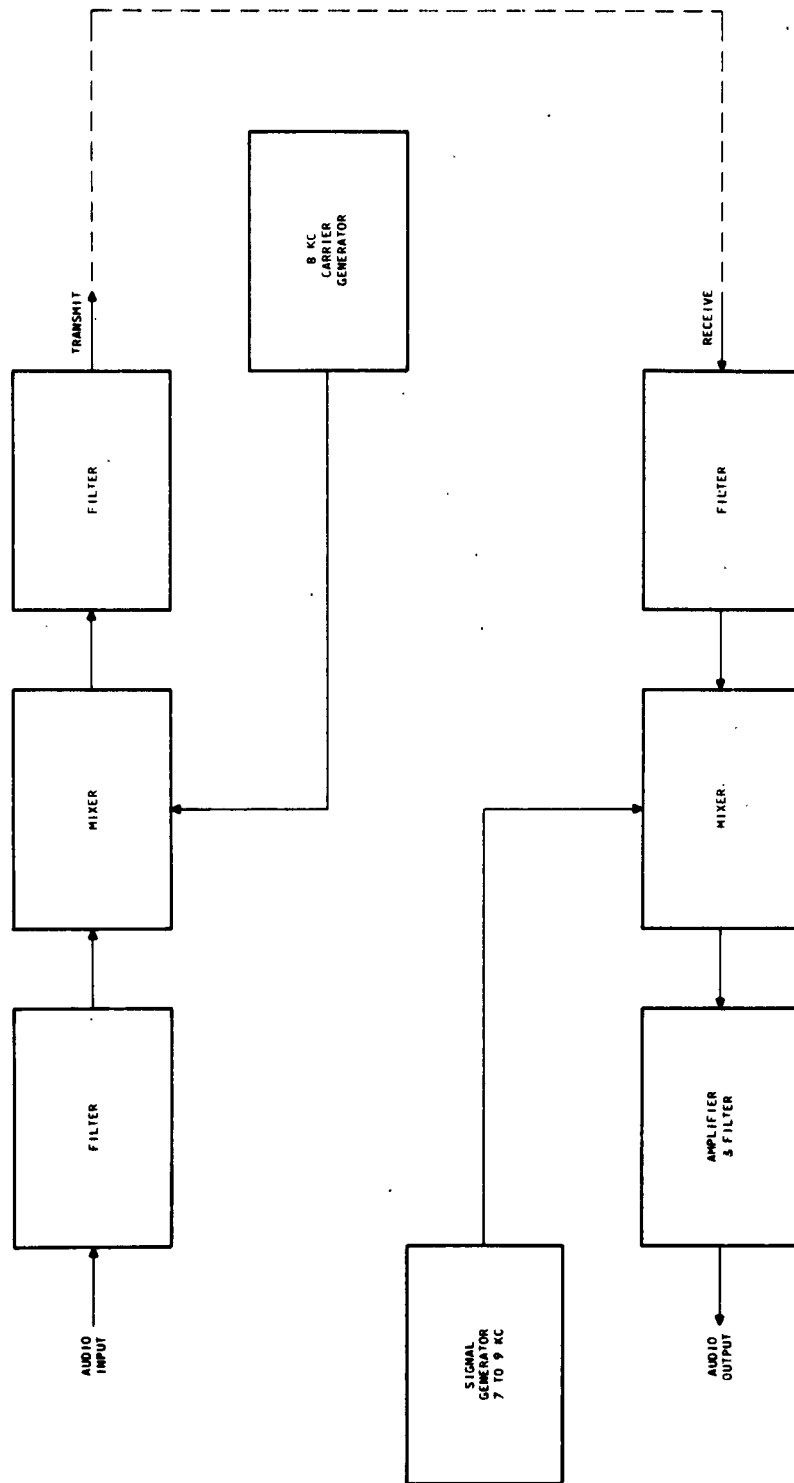 AUDIO
INPUT
FILTER
MIXER
FILTER
TRANSMIT
8 KC
CARRIER
GENERATOR
SIGNAL
GENERATOR
7 TO 9 KC
RECEIVE
FILTER
MIXER.
AMPLIFIER
& FILTER
AUDIO
OUTPUT